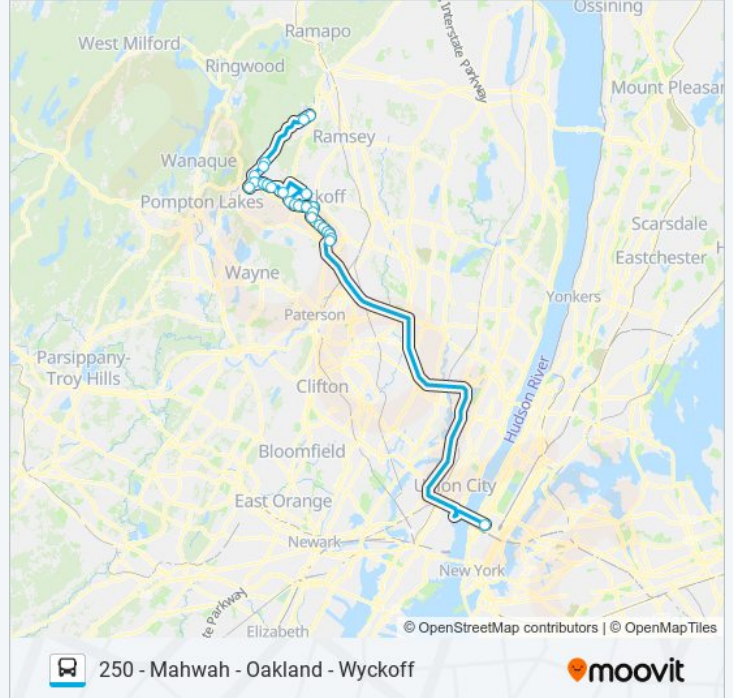 Ossining
Ramapo
Interstate Parkway
West Milford
Ringwood
Mount Pleasan
Ramsey
Wanaque
Pompton Lakes
koff
Scarsdale
Eastchester
H
Wayne
Yonkers
Paterson
Parsippany-
Troy Hills
Clifton
Hudson River
Bloomfield
Union City
East Orange
Newark
New York
te Parkway
Elizabeth
© OpenStreetMap contributors | © OpenMapTiles
250 - Mahwah - Oakland - Wyckoff
moovit